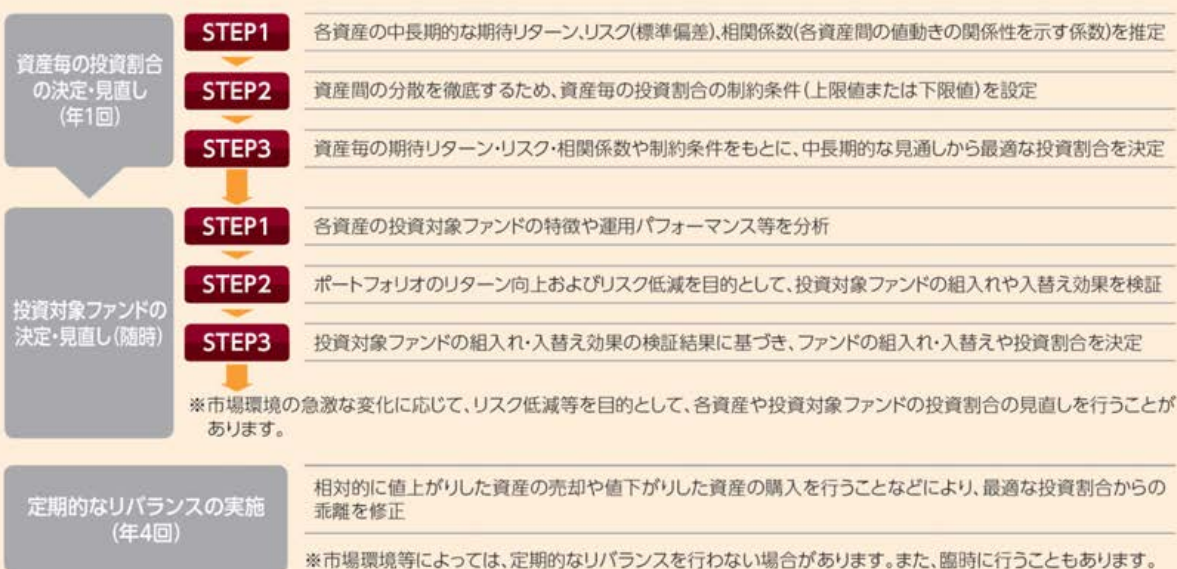 資産毎の投資割合
の決定・見直し
(年1回)
STEP1
各資産の中長期的な期待リターン、リスク(標準偏差)、相関係数(各資産間の値動きの関係性を示す係数)を推定
STEP2
資産間の分散を徹底するため、資産毎の投資割合の制約条件(上限値または下限値)を設定
STEP3
資産毎の期待リターン・リスク・相関係数や制約条件をもとに、中長期的な見通しから最適な投資割合を決定
投資対象ファンドの
決定・見直し(随時)
STEP1
各資産の投資対象ファンドの特徴や運用パフォーマンス等を分析
STEP2
ポートフォリオのリターン向上およびリスク低減を目的として、投資対象ファンドの組入れや入替え効果を検証
STEP3
投資対象ファンドの組入れ・入替え効果の検証結果に基づき、ファンドの組入れ・入替えや投資割合を決定
※市場環境の急激な変化に応じて、リスク低減等を目的として、各資産や投資対象ファンドの投資割合の見直しを行うことが
あります。
定期的なリバランスの実施
(年4回)
相対的に値上がりした資産の売却や値下がりした資産の購入を行うことなどにより、最適な投資割合からの
乖離を修正
※市場環境等によっては、定期的なリバランスを行わない場合があります。また、臨時に行うこともあります。